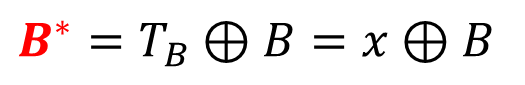 B* = T_B ⊕ B = x ⊕ B